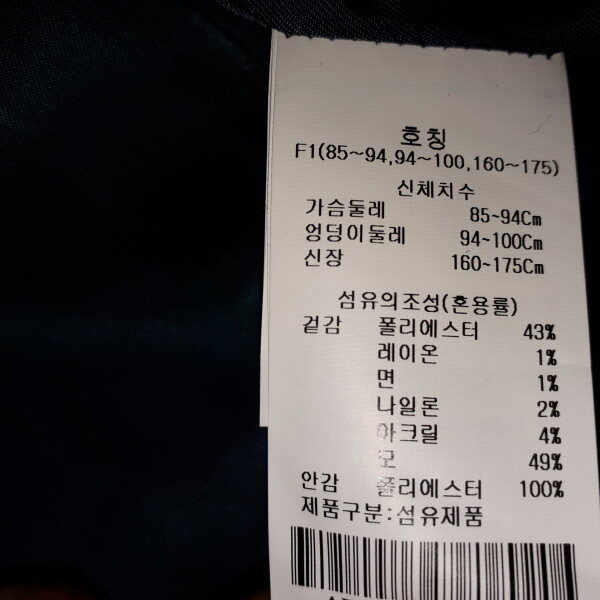 호칭
F1(85~94,94~100,160~175)
신체치수
가슴둘레 85~94Cm
엉덩이둘레 94~100Cm
신장 160~175Cm
섬유의조성(혼용률)
겉감 폴리에스터 43%
레이온 1%
면 1%
나일론 2%
아크릴 4%
모 49%
안감 폴리에스터 100%
제품구분:섬유제품